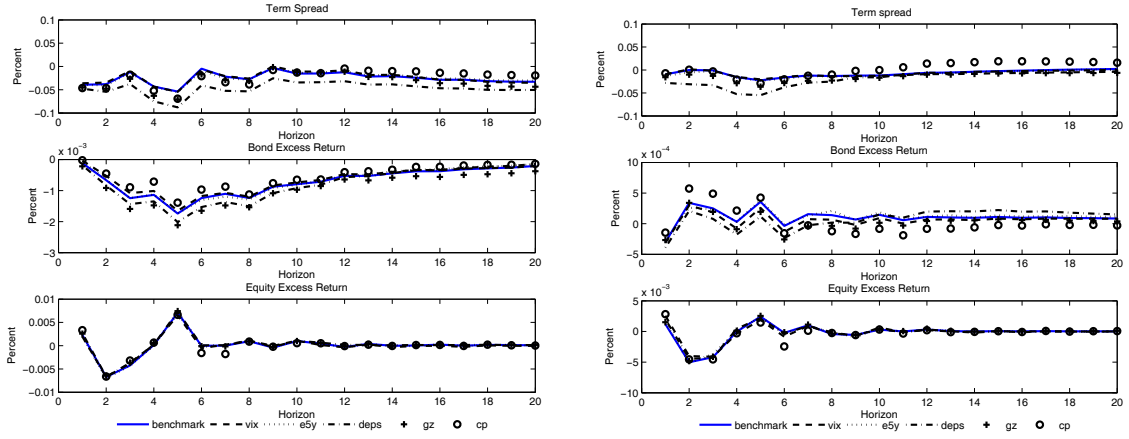 Term Spread
0.1
0.05
0
−0.05
−0.1
Percent
0 2 4 6 8 10 12 14 16 18 20
Horizon
Bond Excess Return
x 10⁻³
0
−1
−2
−3
Percent
0 2 4 6 8 10 12 14 16 18 20
Horizon
Equity Excess Return
0.01
0.005
0
−0.005
−0.01
Percent
0 2 4 6 8 10 12 14 16 18 20
Horizon
benchmark vix e5y deps gz cp
Term spread
0.1
0.05
0
−0.05
−0.1
Percent
0 2 4 6 8 10 12 14 16 18 20
Horizon
Bond Excess Return
x 10⁻⁴
10
5
0
−5
Percent
0 2 4 6 8 10 12 14 16 18 20
Horizon
Equity Excess Return
x 10⁻³
5
0
−5
−10
Percent
0 2 4 6 8 10 12 14 16 18 20
Horizon
benchmark vix e5y deps gz cp